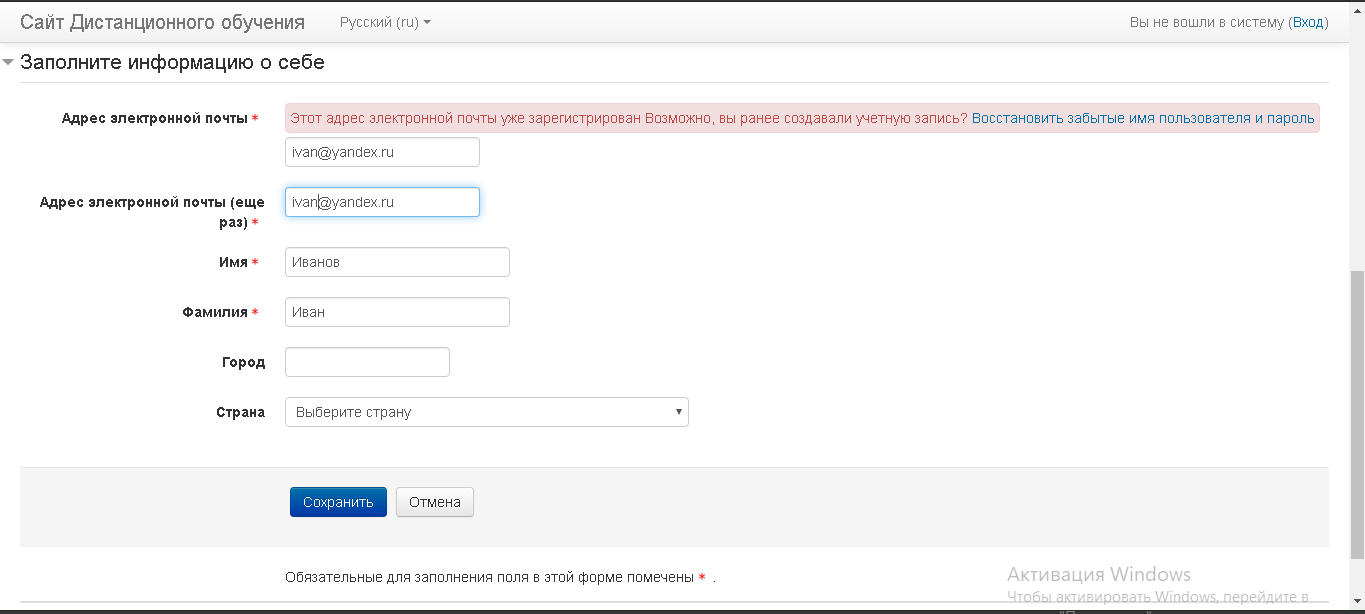 Сайт Дистанционного обучения Русский (ru) Вы не вошли в систему (Вход)
Заполните информацию о себе
Адрес электронной почты * Этот адрес электронной почты уже зарегистрирован Возможно, вы ранее создавали учетную запись? Восстановить забытые имя пользователя и пароль
ivan@yandex.ru
Адрес электронной почты (еще ivan@yandex.ru
раз) *
Имя * Иванов
Фамилия * Иван
Город
Страна Выберите страну
Сохранить Отмена
Обязательные для заполнения поля в этой форме помечены * .
Активация Windows
Чтобы активировать Windows, перейдите в